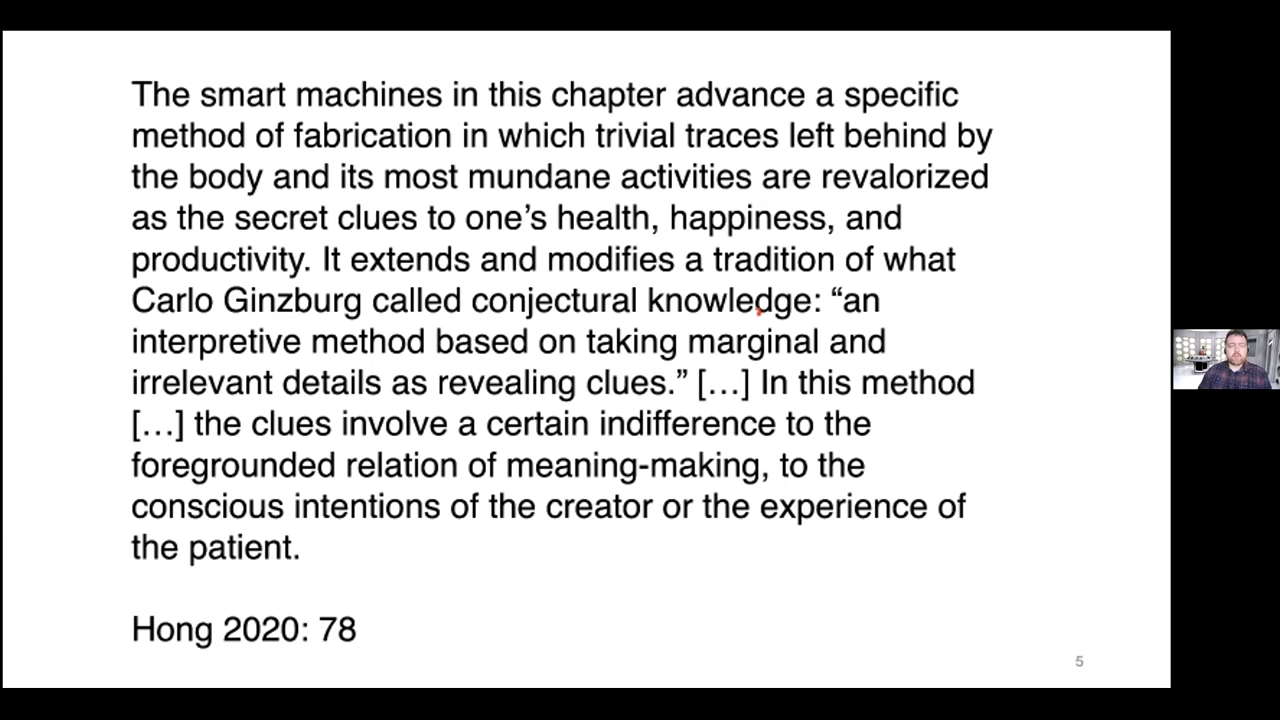 The smart machines in this chapter advance a specific
method of fabrication in which trivial traces left behind by
the body and its most mundane activities are revalorized
as the secret clues to one’s health, happiness, and
productivity. It extends and modifies a tradition of what
Carlo Ginzburg called conjectural knowledge: “an
interpretive method based on taking marginal and
irrelevant details as revealing clues.” […] In this method
[…] the clues involve a certain indifference to the
foregrounded relation of meaning-making, to the
conscious intentions of the creator or the experience of
the patient.
Hong 2020: 78
5